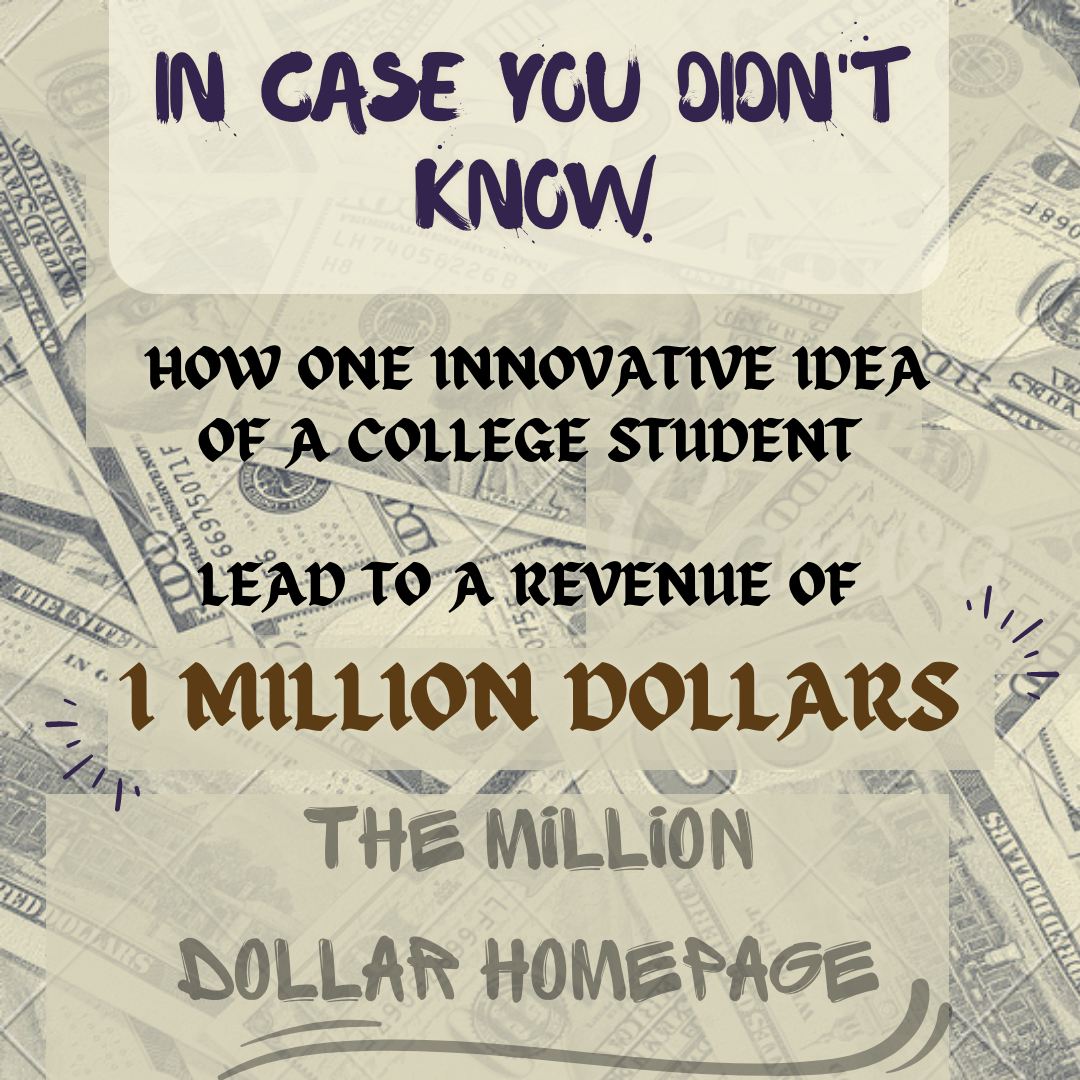 IN CASE YOU DIDN'T
KNOW.
HOW ONE INNOVATIVE IDEA
OF A COLLEGE STUDENT
LEAD TO A REVENUE OF
1 MILLION DOLLARS
THE MiLLiON
DOLLAR HOMEPAGE